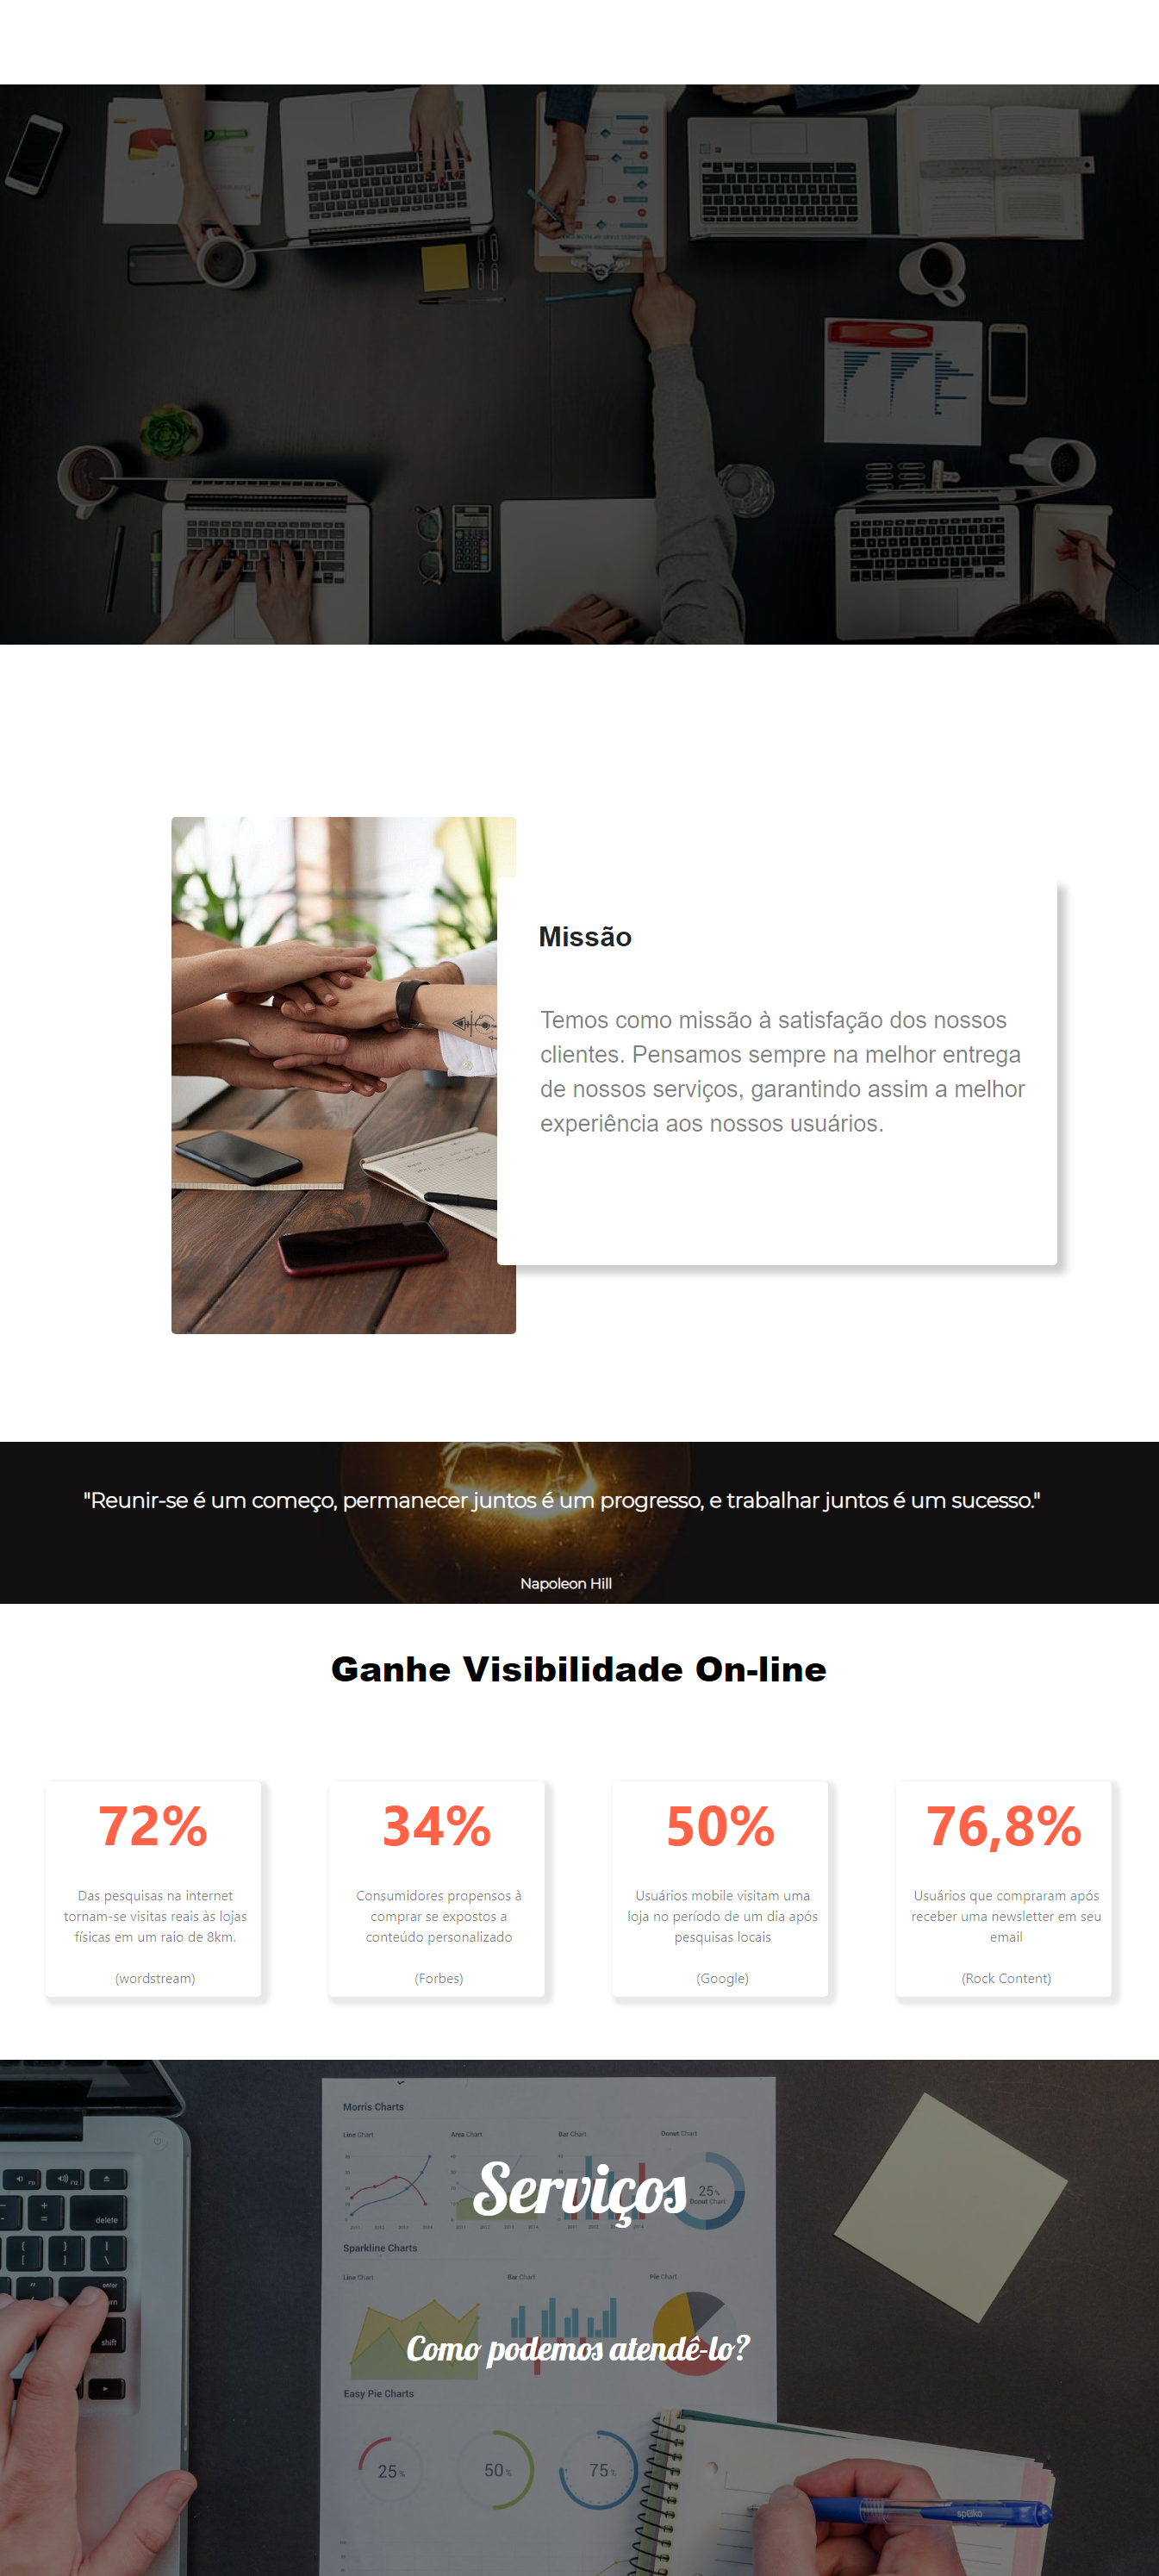 Missão
Temos como missão à satisfação dos nossos
clientes. Pensamos sempre na melhor entrega
de nossos serviços, garantindo assim a melhor
experiência aos nossos usuários.
"Reunir-se é um começo, permanecer juntos é um progresso, e trabalhar juntos é um sucesso."
Napoleon Hill
Ganhe Visibilidade On-line
72%
Das pesquisas na internet
tornam-se visitas reais às lojas
físicas em um raio de 8km.
(wordstream)
34%
Consumidores propensos à
comprar se expostos a
conteúdo personalizado
(Forbes)
50%
Usuários mobile visitam uma
loja no período de um dia após
pesquisas locais
(Google)
76,8%
Usuários que compraram após
receber uma newsletter em seu
email
(Rock Content)
Morris Charts
Line Chart
Area Chart
Bar Chart
Donut Chart
Serviços
25%
Donut Chart
delete
Sparkline Charts
Line Chart
Bar Chart
Pie Chart
enter
shift
Como podemos atendê-lo?
Easy Pie Charts
25%
50%
75%